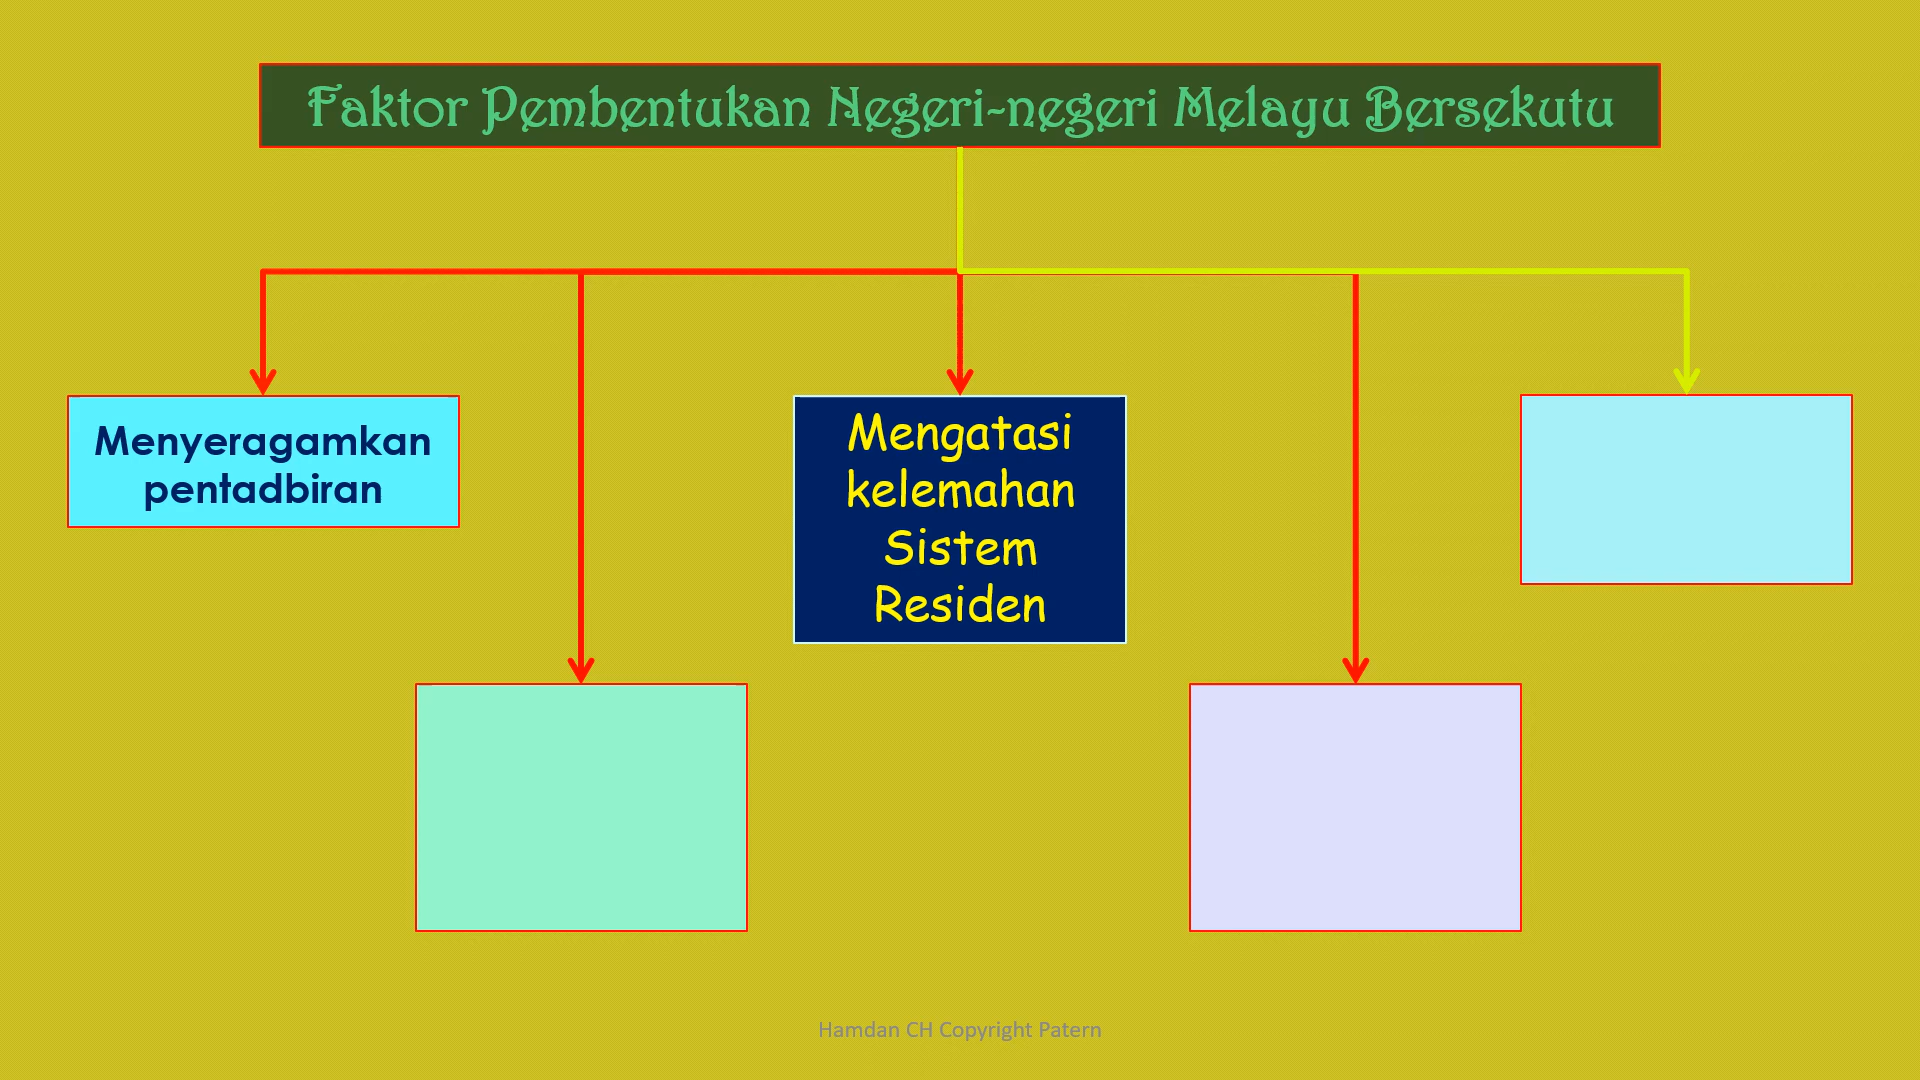 Faktor Pembentukan Negeri-negeri Melayu Bersekutu
Menyeragamkan
pentadbiran
Mengatasi
kelemahan
Sistem
Residen
Hamdan CH Copyright Patern